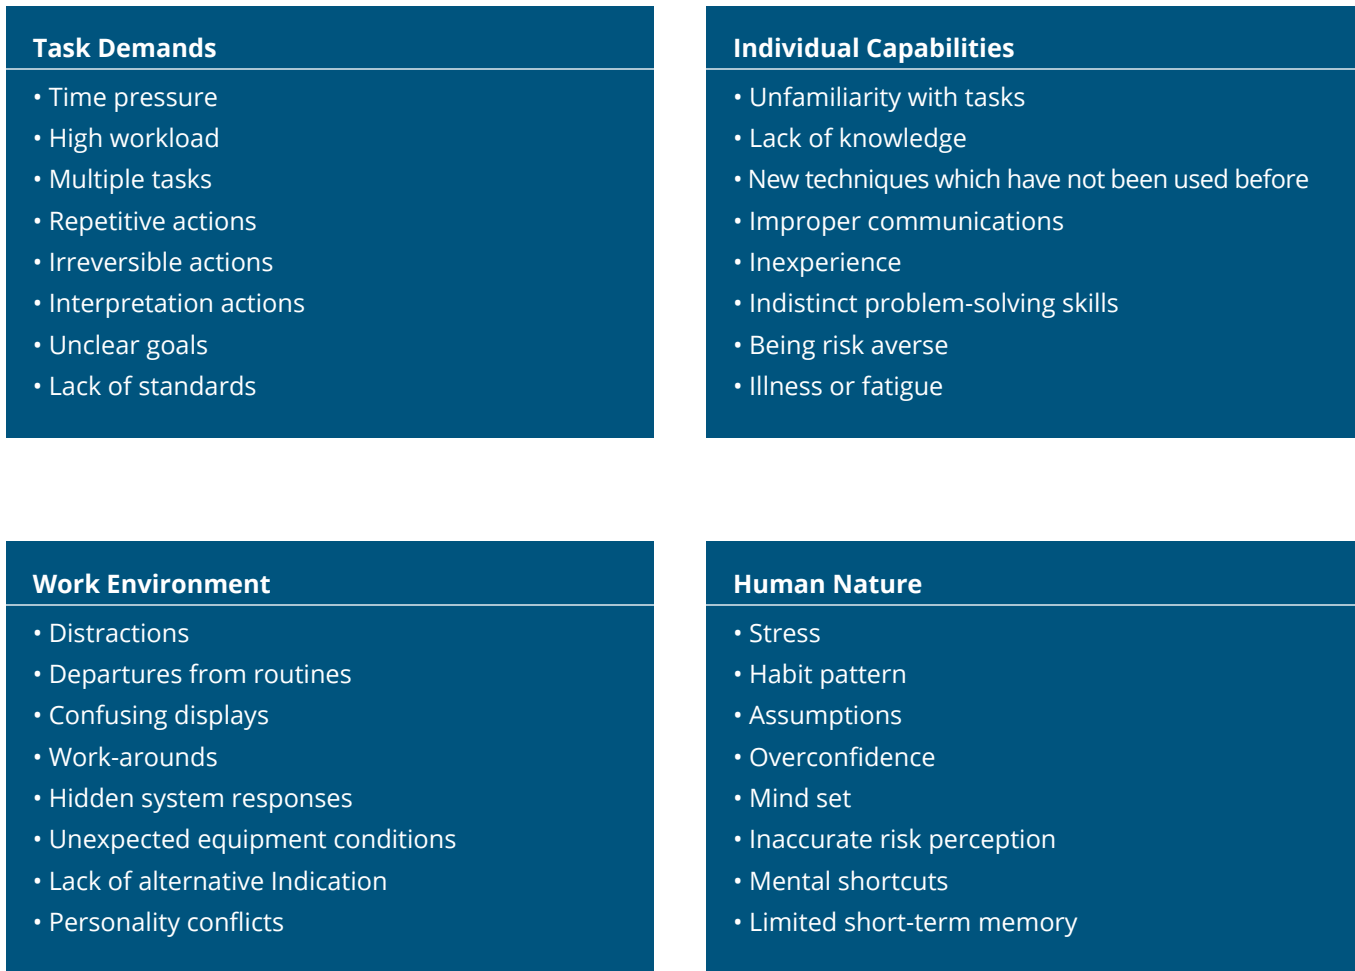 Task Demands
• Time pressure
• High workload
• Multiple tasks
• Repetitive actions
• Irreversible actions
• Interpretation actions
• Unclear goals
• Lack of standards
Individual Capabilities
• Unfamiliarity with tasks
• Lack of knowledge
• New techniques which have not been used before
• Improper communications
• Inexperience
• Indistinct problem-solving skills
• Being risk averse
• Illness or fatigue
Work Environment
• Distractions
• Departures from routines
• Confusing displays
• Work-arounds
• Hidden system responses
• Unexpected equipment conditions
• Lack of alternative Indication
• Personality conflicts
Human Nature
• Stress
• Habit pattern
• Assumptions
• Overconfidence
• Mind set
• Inaccurate risk perception
• Mental shortcuts
• Limited short-term memory